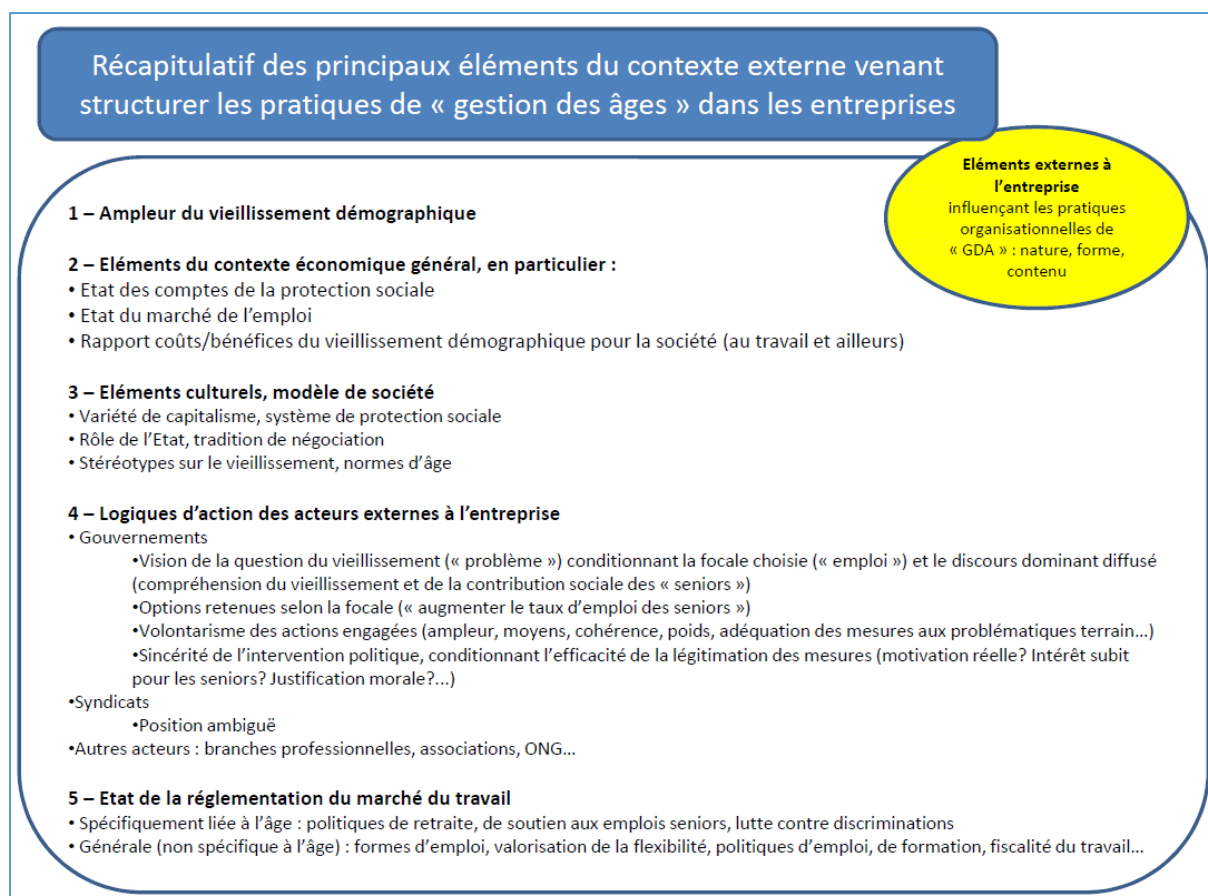 Récapitulatif des principaux éléments du contexte externe venant
structurer les pratiques de « gestion des âges » dans les entreprises
Eléments externes à
l’entreprise
influençant les pratiques
organisationnelles de
« GDA » : nature, forme,
contenu
1 – Ampleur du vieillissement démographique
2 – Eléments du contexte économique général, en particulier :
• Etat des comptes de la protection sociale
• Etat du marché de l’emploi
• Rapport coûts/bénéfices du vieillissement démographique pour la société (au travail et ailleurs)
3 – Eléments culturels, modèle de société
• Variété de capitalisme, système de protection sociale
• Rôle de l’Etat, tradition de négociation
• Stéréotypes sur le vieillissement, normes d’âge
4 – Logiques d’action des acteurs externes à l’entreprise
• Gouvernements
•Vision de la question du vieillissement (« problème ») conditionnant la focale choisie (« emploi ») et le discours dominant diffusé
(compréhension du vieillissement et de la contribution sociale des « seniors »)
•Options retenues selon la focale (« augmenter le taux d’emploi des seniors »)
•Volontarisme des actions engagées (ampleur, moyens, cohérence, poids, adéquation des mesures aux problématiques terrain…)
•Sincérité de l’intervention politique, conditionnant l’efficacité de la légitimation des mesures (motivation réelle? Intérêt subit
pour les seniors? Justification morale?...)
•Syndicats
•Position ambiguë
•Autres acteurs : branches professionnelles, associations, ONG…
5 – Etat de la réglementation du marché du travail
• Spécifiquement liée à l’âge : politiques de retraite, de soutien aux emplois seniors, lutte contre discriminations
• Générale (non spécifique à l’âge) : formes d’emploi, valorisation de la flexibilité, politiques d’emploi, de formation, fiscalité du travail…